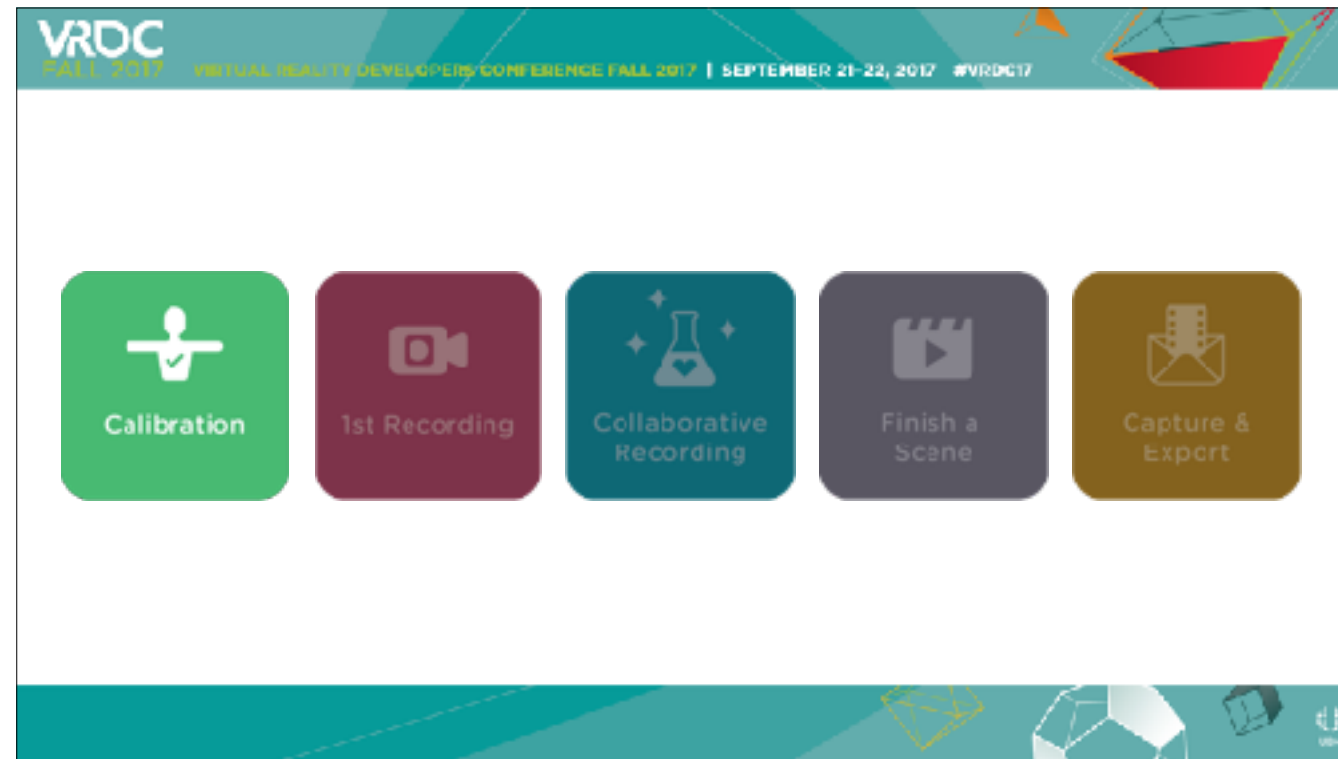 VRDC
FALL 2017
VIRTUAL REALITY DEVELOPERS CONFERENCE FALL 2017 | SEPTEMBER 21-22, 2017 #VRDC17
Calibration
1st Recording
Collaborative
Recording
Finish a
Scene
Capture &
Export